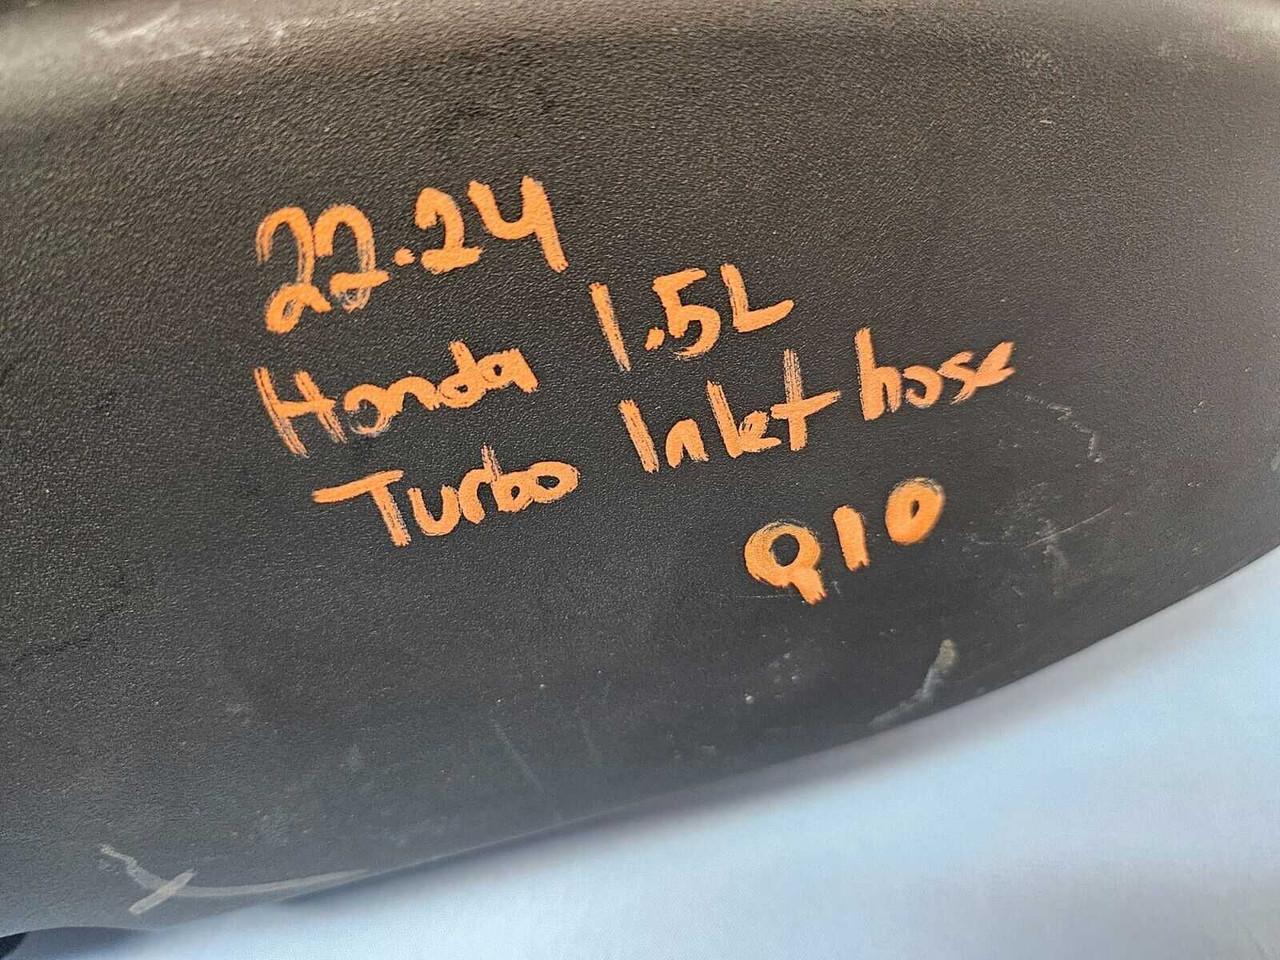 22.24
Honda 1.5L
Turbo Inlet hose
Q10